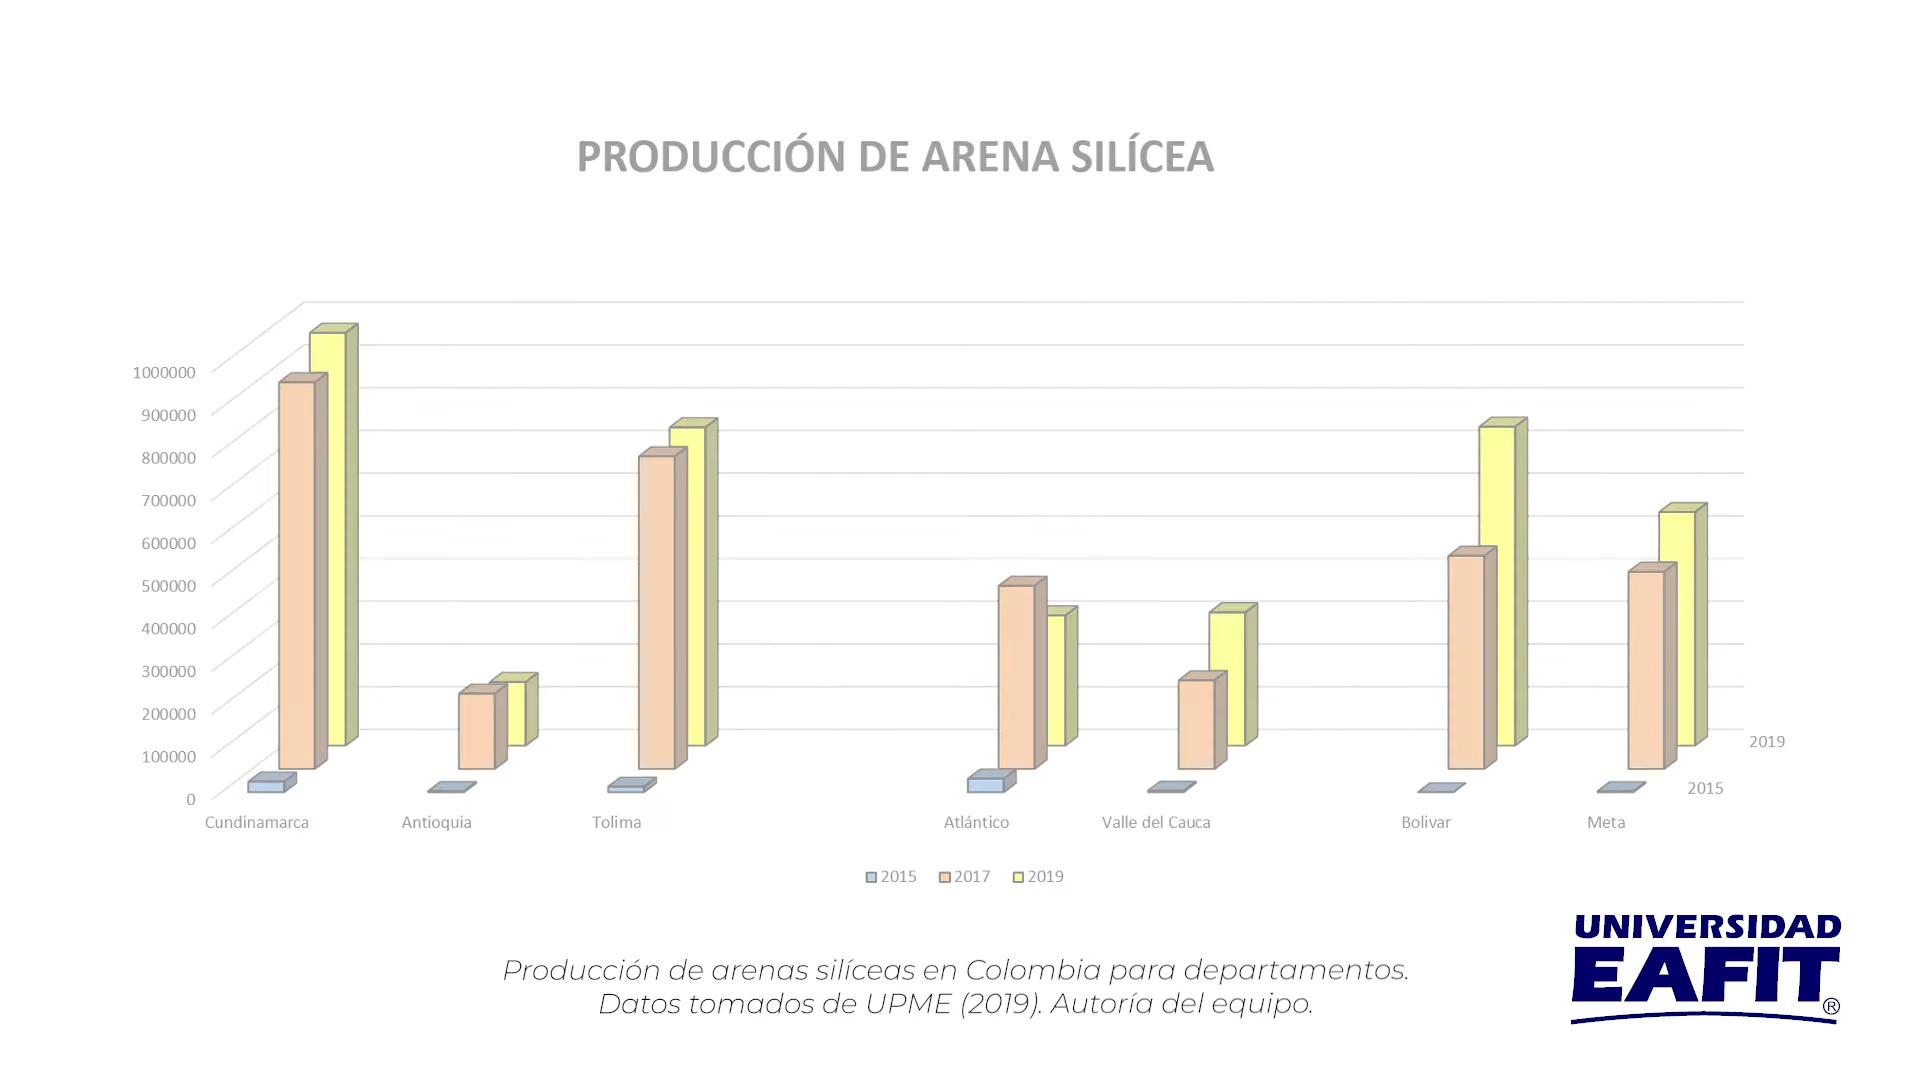 PRODUCCIÓN DE ARENA SILÍCEA
1000000
900000
800000
700000
600000
500000
400000
300000
200000
100000
0
2019
2015
Cundinamarca
Antioquia
Tolima
Atlántico
Valle del Cauca
Bolivar
Meta
2015
2017
2019
Producción de arenas silíceas en Colombia para departamentos.
Datos tomados de UPME (2019). Autoría del equipo.
UNIVERSIDAD
EAFIT®